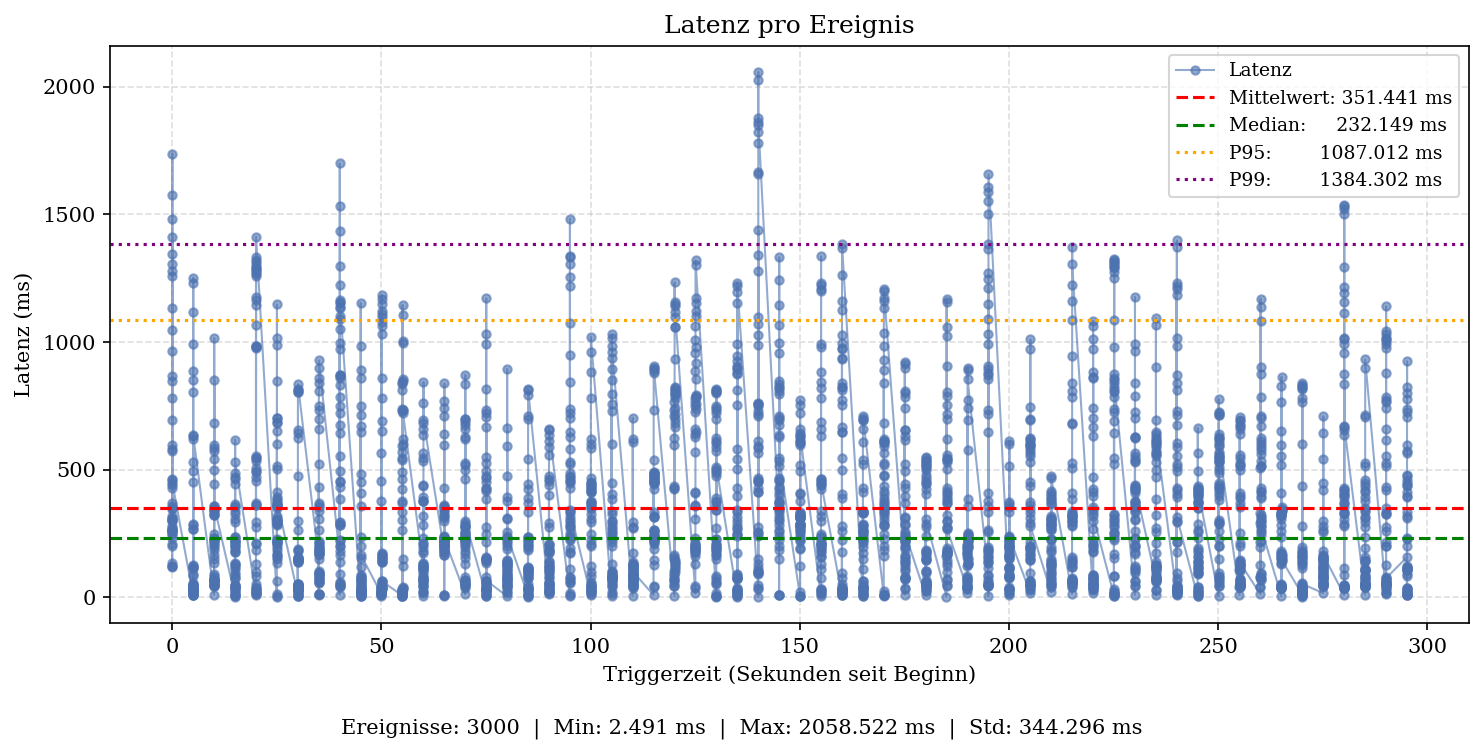 Latenz pro Ereignis
Latenz (ms)
2000
1500
1000
500
0
Latenz
Mittelwert: 351.441 ms
Median: 232.149 ms
P95: 1087.012 ms
P99: 1384.302 ms
0 50 100 150 200 250 300
Triggerzeit (Sekunden seit Beginn)
Ereignisse: 3000 | Min: 2.491 ms | Max: 2058.522 ms | Std: 344.296 ms